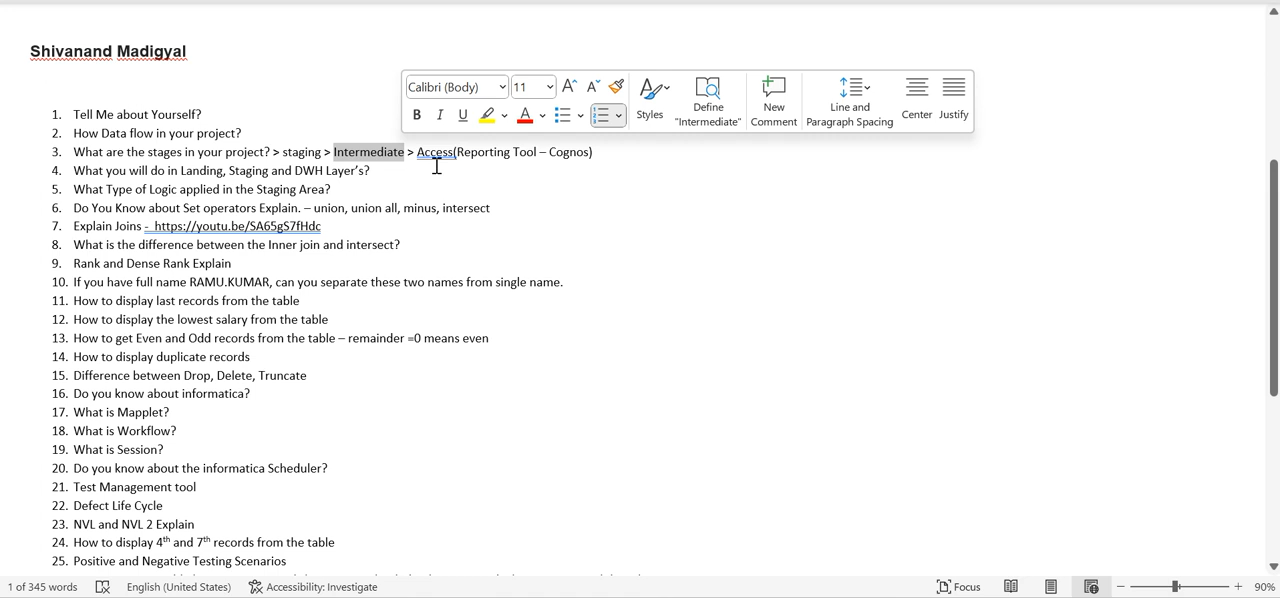 Shivanand Madigyal
Calibri (Body) 11
Styles
Define "Intermediate"
New Comment
Line and Paragraph Spacing
Center
Justify
1. Tell Me about Yourself?
2. How Data flow in your project?
3. What are the stages in your project? > staging > Intermediate > Access(Reporting Tool – Cognos)
4. What you will do in Landing, Staging and DWH Layer’s?
5. What Type of Logic applied in the Staging Area?
6. Do You Know about Set operators Explain. – union, union all, minus, intersect
7. Explain Joins - https://youtu.be/SA65gS7fHdc
8. What is the difference between the Inner join and intersect?
9. Rank and Dense Rank Explain
10. If you have full name RAMU.KUMAR, can you separate these two names from single name.
11. How to display last records from the table
12. How to display the lowest salary from the table
13. How to get Even and Odd records from the table – remainder =0 means even
14. How to display duplicate records
15. Difference between Drop, Delete, Truncate
16. Do you know about informatica?
17. What is Mapplet?
18. What is Workflow?
19. What is Session?
20. Do you know about the informatica Scheduler?
21. Test Management tool
22. Defect Life Cycle
23. NVL and NVL 2 Explain
24. How to display 4th and 7th records from the table
25. Positive and Negative Testing Scenarios
1 of 345 words English (United States) Accessibility: Investigate Focus 90%